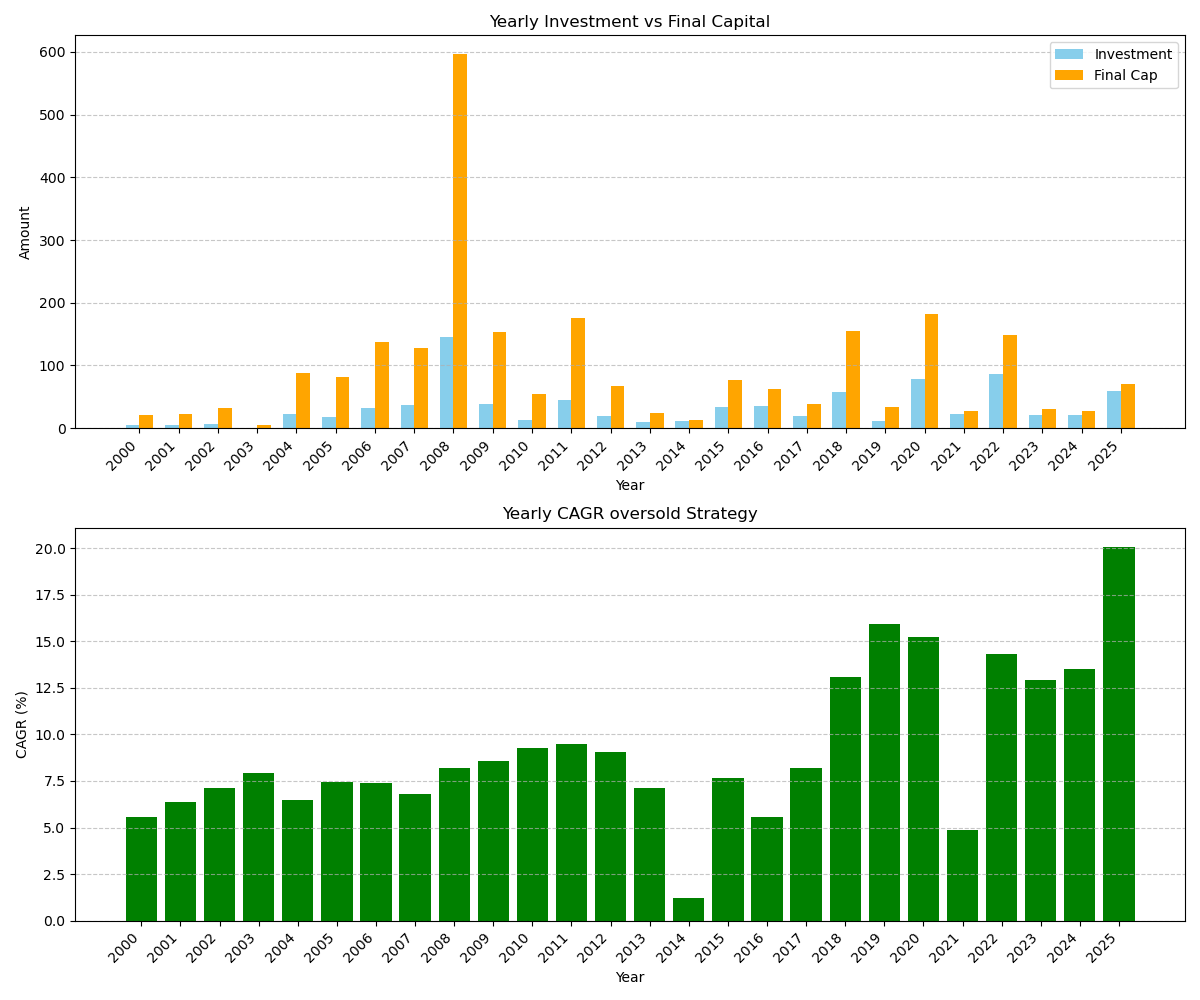 Yearly Investment vs Final Capital
Amount
600
500
400
300
200
100
0
Investment
Final Cap
2000 2001 2002 2003 2004 2005 2006 2007 2008 2009 2010 2011 2012 2013 2014 2015 2016 2017 2018 2019 2020 2021 2022 2023 2024 2025
Year
Yearly CAGR oversold Strategy
CAGR (%)
20.0
17.5
15.0
12.5
10.0
7.5
5.0
2.5
0.0
2000 2001 2002 2003 2004 2005 2006 2007 2008 2009 2010 2011 2012 2013 2014 2015 2016 2017 2018 2019 2020 2021 2022 2023 2024 2025
Year